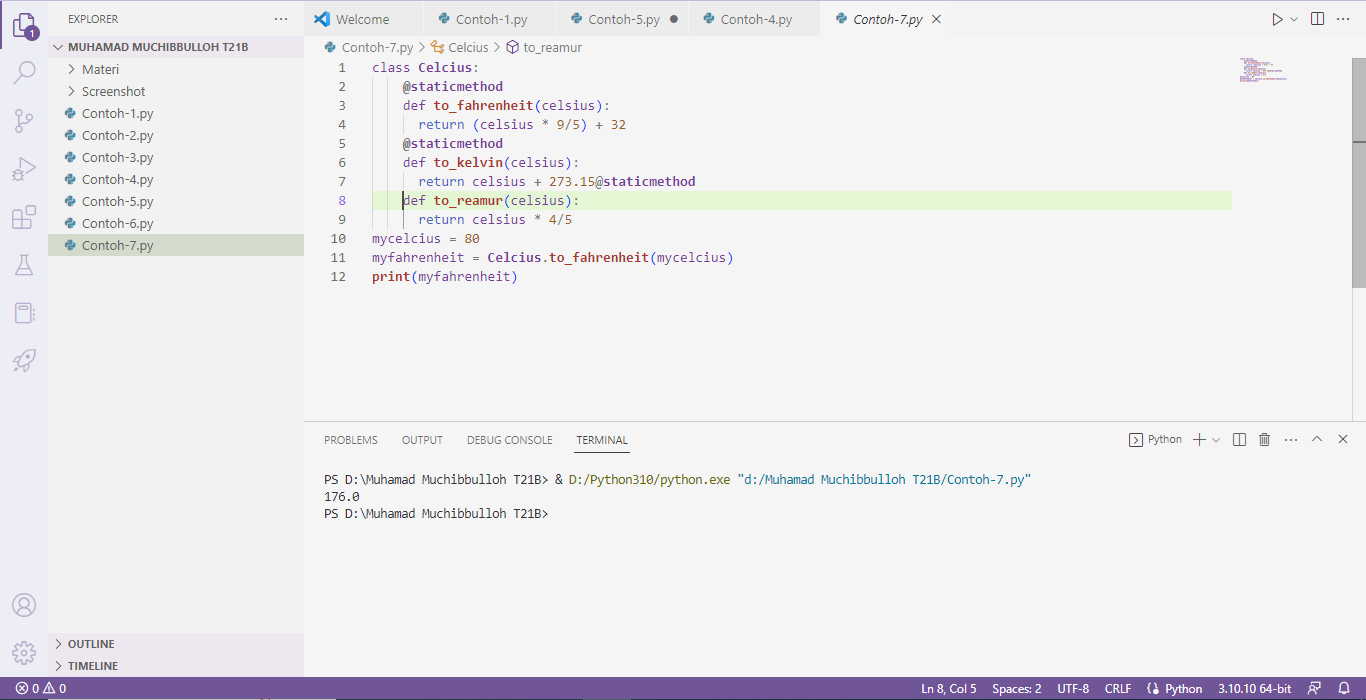 1
EXPLORER
MUHAMAD MUCHIBBULLOH T21B
Materi
Screenshot
Contoh-1.py
Contoh-2.py
Contoh-3.py
Contoh-4.py
Contoh-5.py
Contoh-6.py
Contoh-7.py
OUTLINE
TIMELINE
Welcome
Contoh-1.py
Contoh-5.py
Contoh-4.py
Contoh-7.py
Contoh-7.py > Celcius > to_reamur
1 class Celcius:
2 @staticmethod
3 def to_fahrenheit(celsius):
4 return (celsius * 9/5) + 32
5 @staticmethod
6 def to_kelvin(celsius):
7 return celsius + 273.15@staticmethod
8 def to_reamur(celsius):
9 return celsius * 4/5
10 mycelcius = 80
11 myfahrenheit = Celcius.to_fahrenheit(mycelcius)
12 print(myfahrenheit)
PROBLEMS OUTPUT DEBUG CONSOLE TERMINAL
Python
PS D:\Muhamad Muchibbulloh T21B> & D:/Python310/python.exe "d:/Muhamad Muchibbulloh T21B/Contoh-7.py"
176.0
PS D:\Muhamad Muchibbulloh T21B>
0 0
Ln 8, Col 5 Spaces: 2 UTF-8 CRLF Python 3.10.10 64-bit